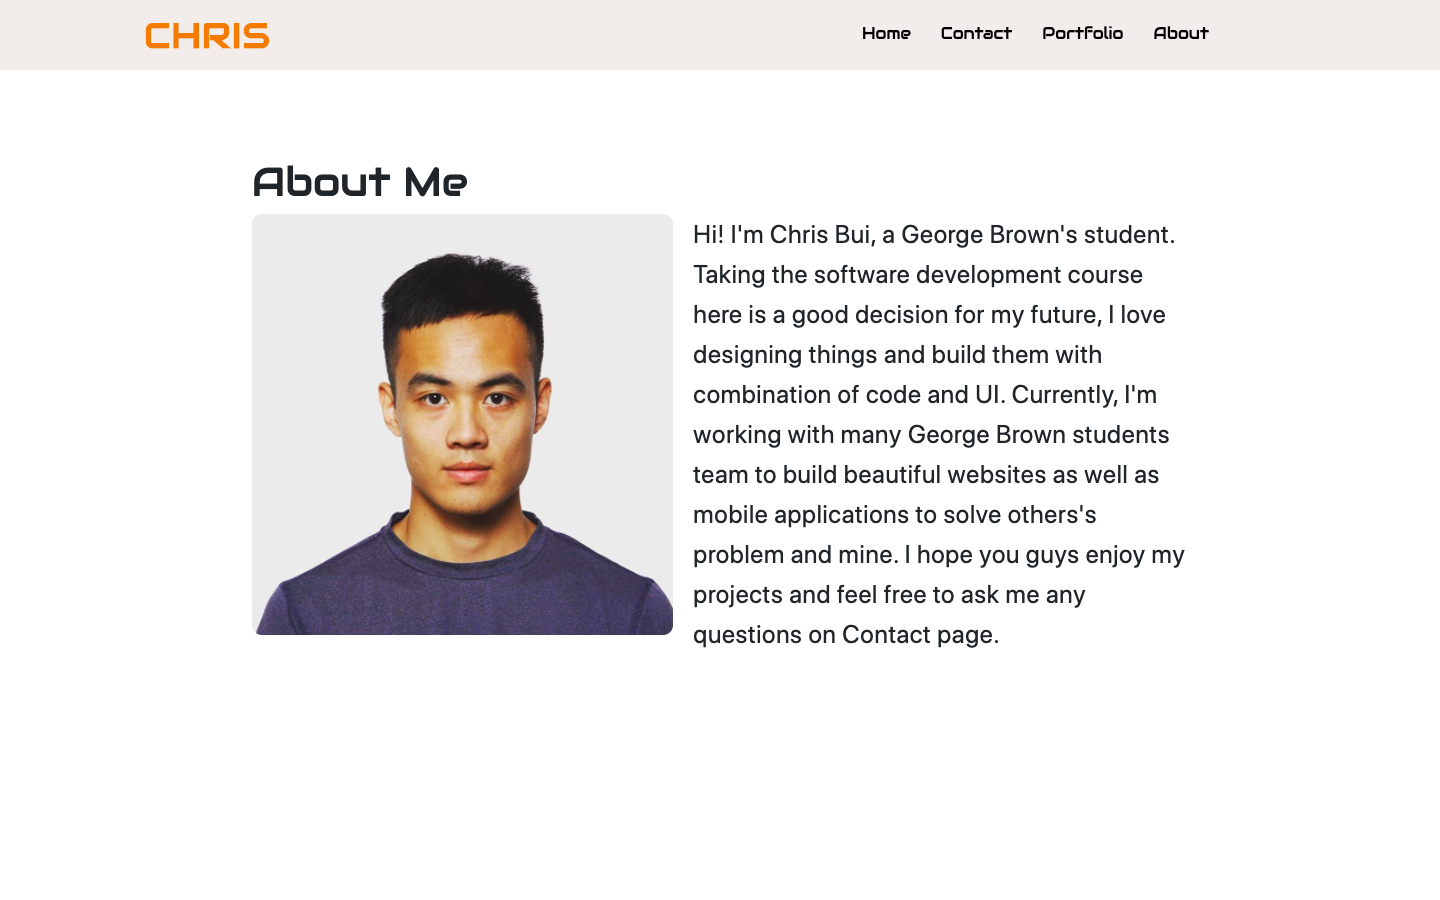 CHRIS
Home Contact Portfolio About
About Me
Hi! I'm Chris Bui, a George Brown's student.
Taking the software development course
here is a good decision for my future, I love
designing things and build them with
combination of code and UI. Currently, I'm
working with many George Brown students
team to build beautiful websites as well as
mobile applications to solve others's
problem and mine. I hope you guys enjoy my
projects and feel free to ask me any
questions on Contact page.